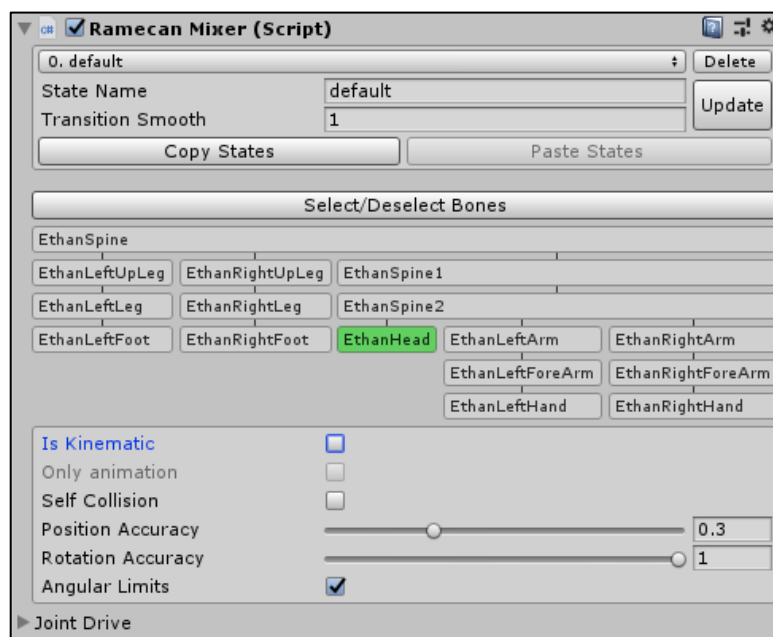 Ramecan Mixer (Script)
0. default Delete
State Name default Update
Transition Smooth 1
Copy States Paste States
Select/Deselect Bones
EthanSpine
EthanLeftUpLeg EthanRightUpLeg EthanSpine1
EthanLeftLeg EthanRightLeg EthanSpine2
EthanLeftFoot EthanRightFoot EthanHead EthanLeftArm EthanRightArm
EthanLeftForeArm EthanRightForeArm
EthanLeftHand EthanRightHand
Is Kinematic
Only animation
Self Collision
Position Accuracy 0.3
Rotation Accuracy 1
Angular Limits
Joint Drive